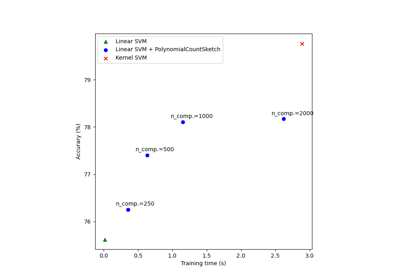 Linear SVM
Linear SVM + PolynomialCountSketch
Kernel SVM
79
78
77
76
n_comp.=1000
n_comp.=2000
n_comp.=500
n_comp.=250
Accurary (%)
0.0 0.5 1.0 1.5 2.0 2.5 3.0
Training time (s)